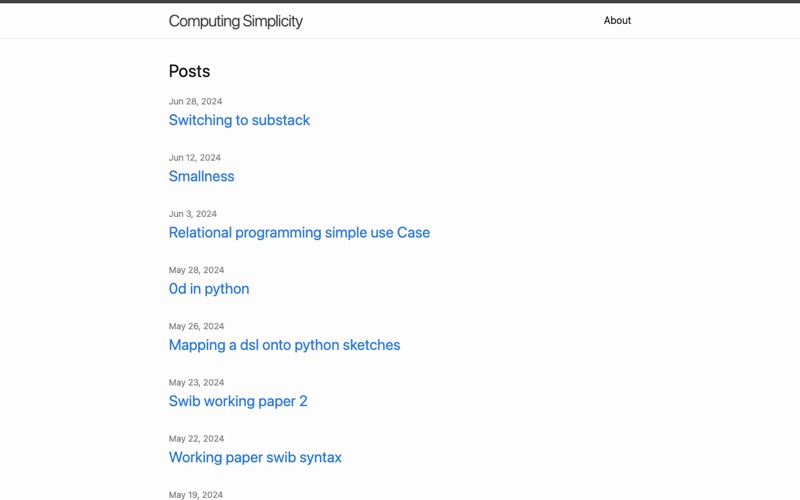 Computing Simplicity
About
Posts
Jun 28, 2024
Switching to substack
Jun 12, 2024
Smallness
Jun 3, 2024
Relational programming simple use Case
May 28, 2024
0d in python
May 26, 2024
Mapping a dsl onto python sketches
May 23, 2024
Swib working paper 2
May 22, 2024
Working paper swib syntax
May 19, 2024